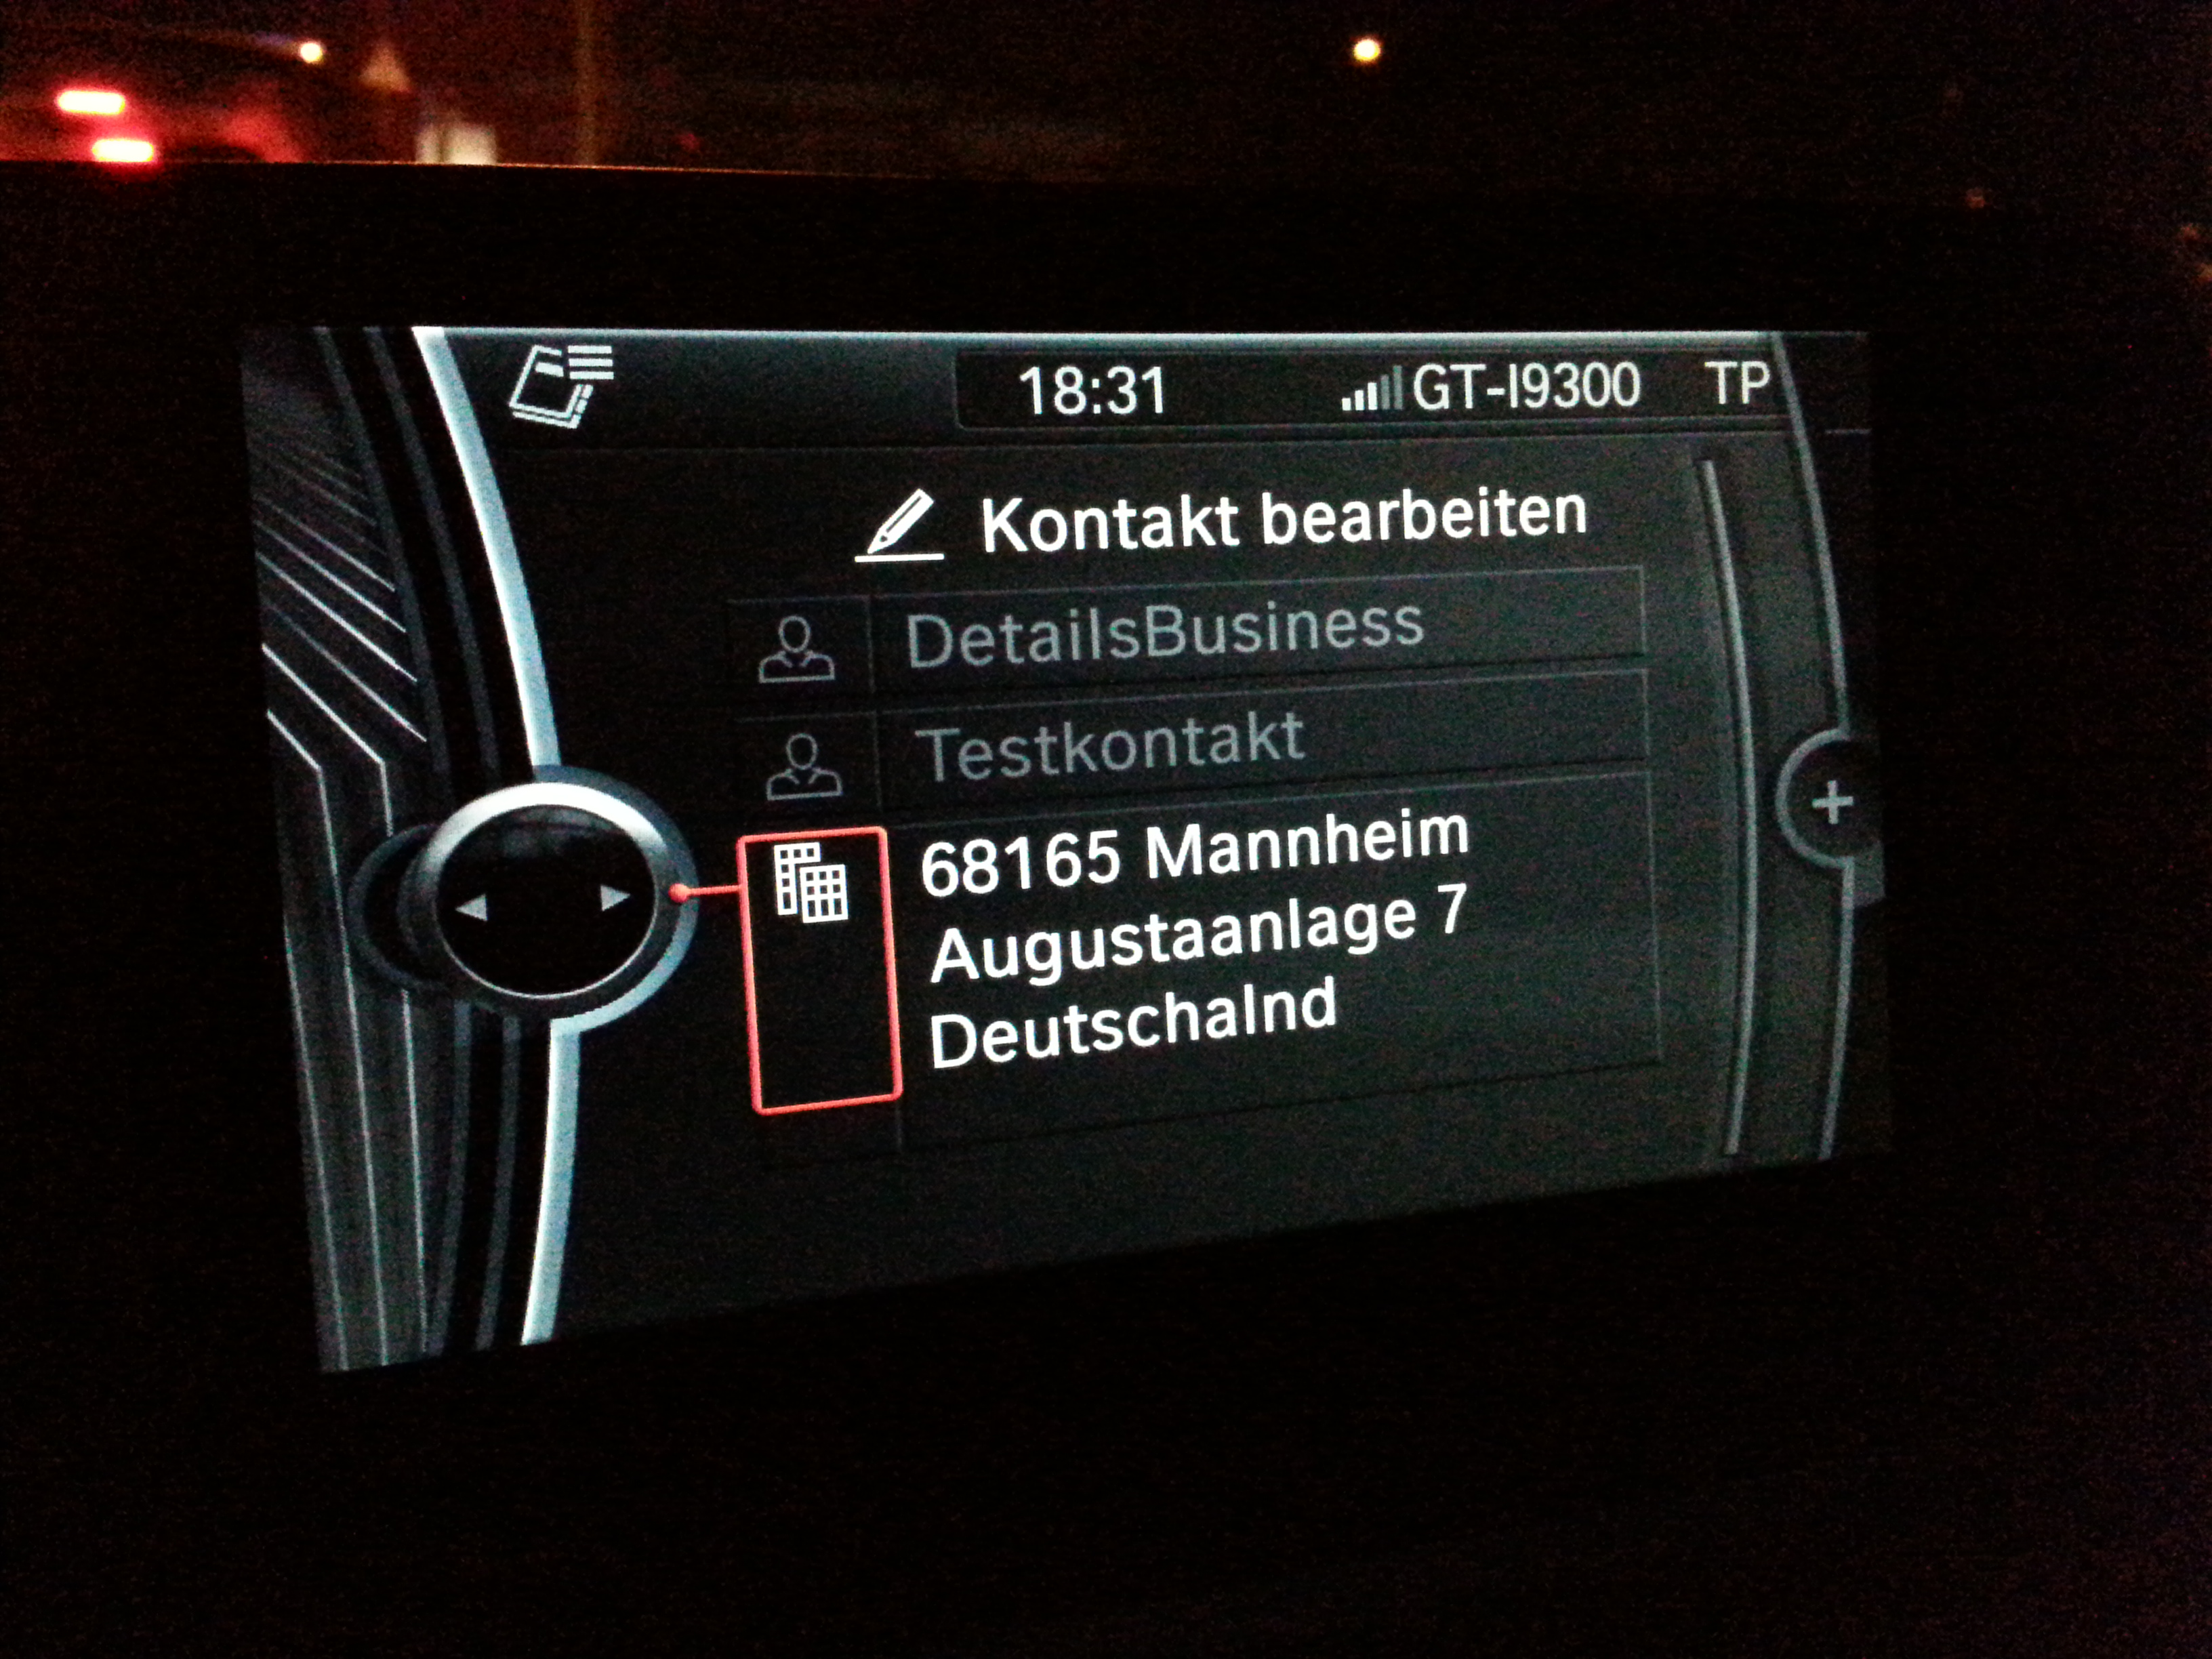 18:31 GT-I9300 TP
Kontakt bearbeiten
DetailsBusiness
Testkontakt
68165 Mannheim
Augustaanlage 7
Deutschalnd